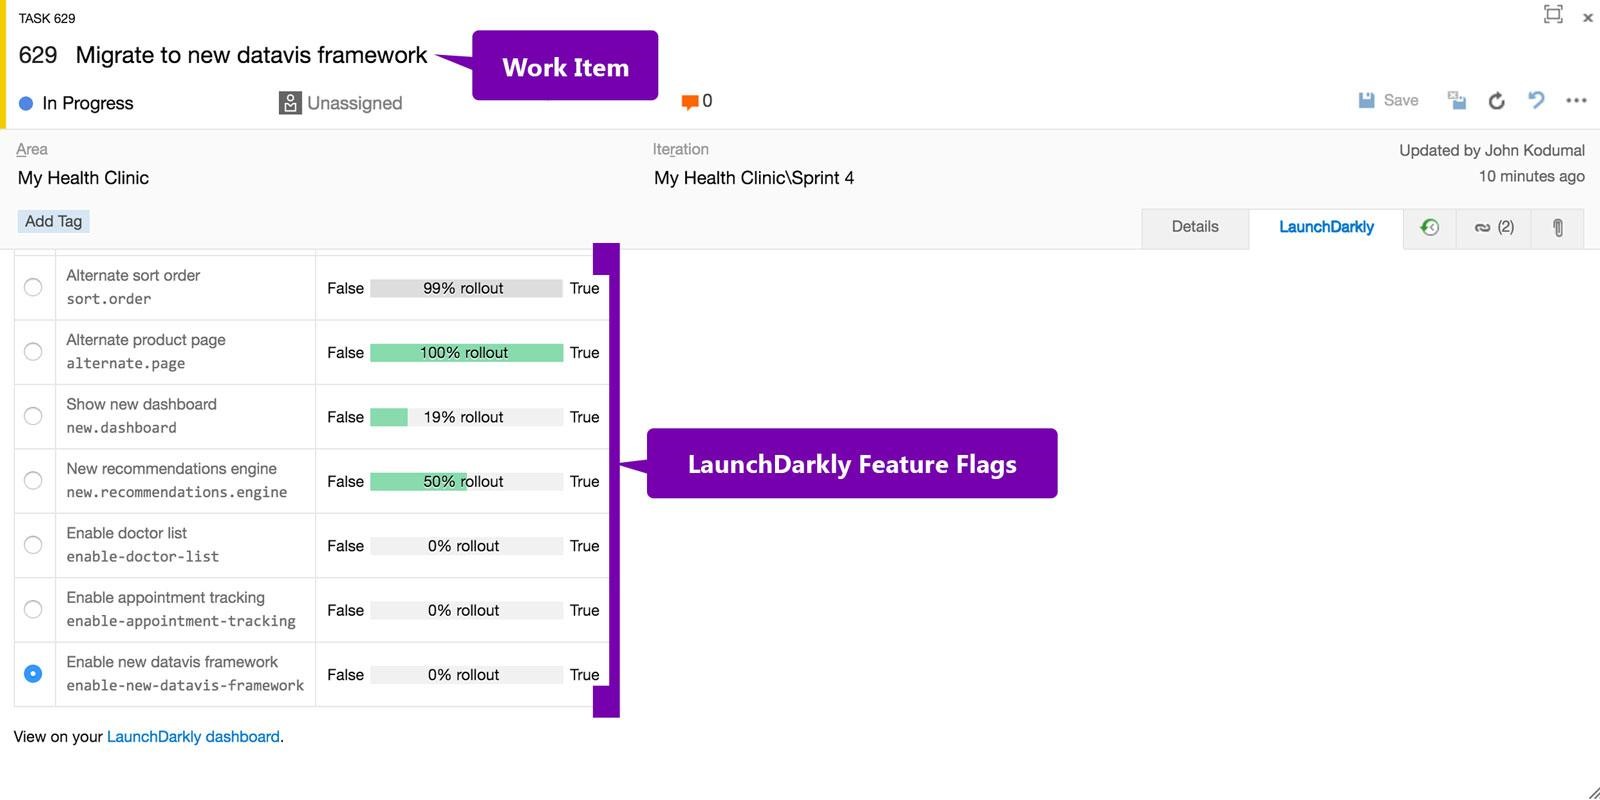 TASK 629
629 Migrate to new datavis framework
Work Item
In Progress
Unassigned
0
Save
Area
Iteration
Updated by John Kodumal
My Health Clinic
My Health Clinic\Sprint 4
10 minutes ago
Add Tag
Details
LaunchDarkly
(2)
Alternate sort order
sort.order
False 99% rollout True
Alternate product page
alternate.page
False 100% rollout True
Show new dashboard
new.dashboard
False 19% rollout True
LaunchDarkly Feature Flags
New recommendations engine
new.recommendations.engine
False 50% rollout True
Enable doctor list
enable-doctor-list
False 0% rollout True
Enable appointment tracking
enable-appointment-tracking
False 0% rollout True
Enable new datavis framework
enable-new-datavis-framework
False 0% rollout True
View on your LaunchDarkly dashboard.